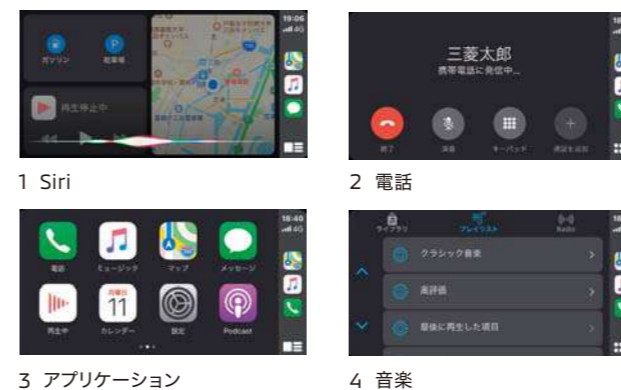 19:06
4G
ガソリン
駐車場
再生停止中
1 Siri
三菱太郎
携帯電話に発信中...
終了
消音
キーパッド
通話を追加
2 電話
18:40
4G
電話
ミュージック
マップ
メッセージ
月曜日
11
再生中
カレンダー
設定
Podcast
3 アプリケーション
ライブラリ
プレイリスト
Radio
クラシック音楽
高評価
最後に再生した項目
4 音楽